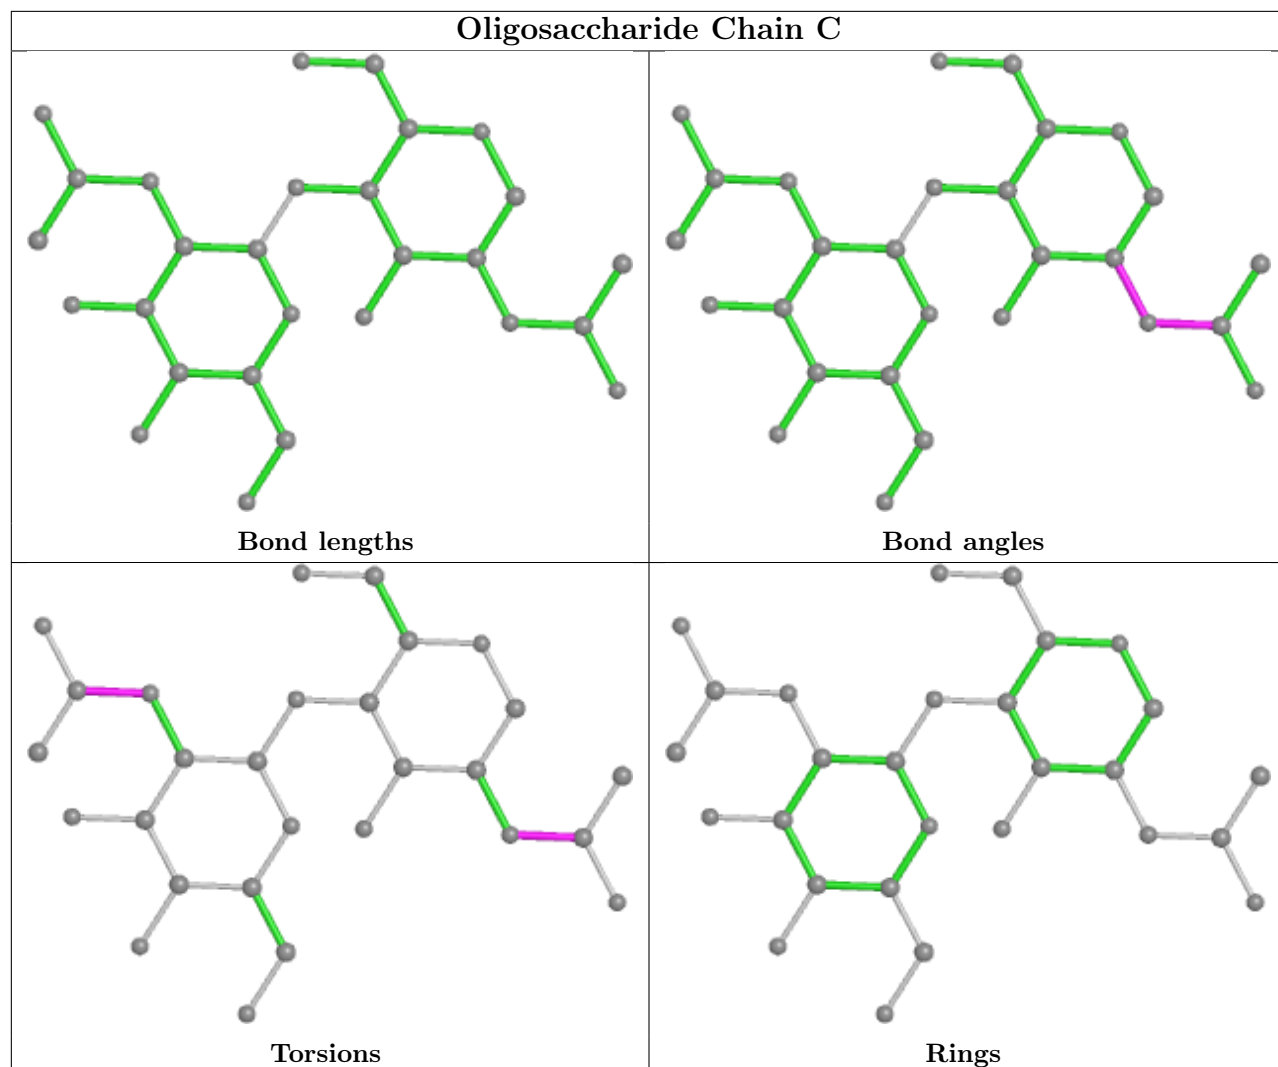 Oligosaccharide Chain C
Bond lengths
Bond angles
Torsions
Rings